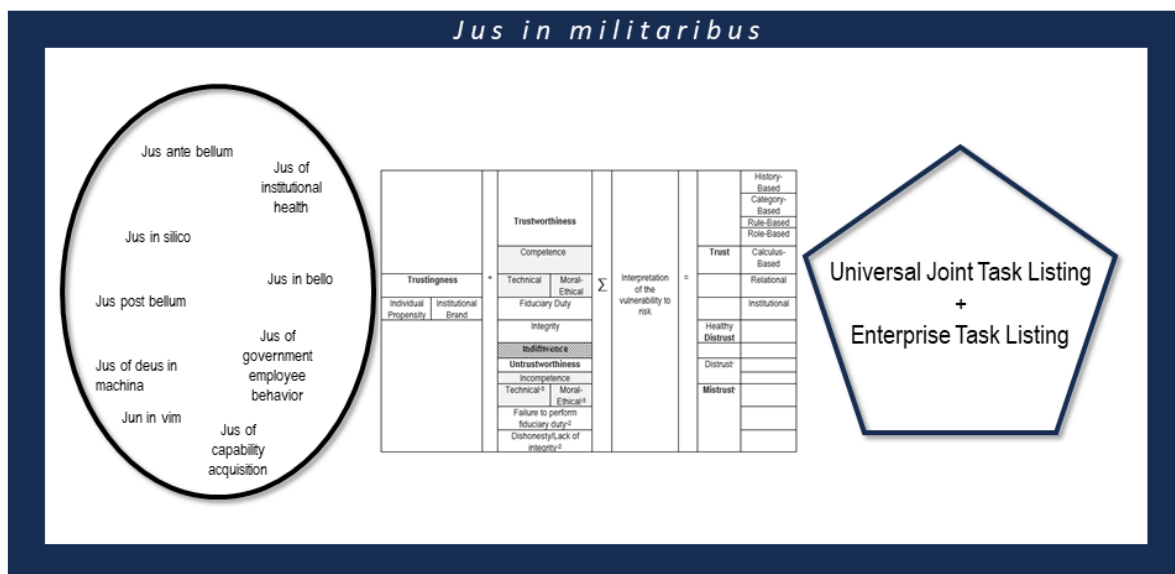 Jus in militaribus
Jus ante bellum
Jus of
institutional
health
Jus in silico
Jus in bello
Jus post bellum
Jus of
government
employee
behavior
Jus of deus in
machina
Jun in vim
Jus of
capability
acquisition
Trustingness
Individual
Propensity
Institutional
Brand
+
Trustworthiness
Competence
Technical
Moral-
Ethical
Fiduciary Duty
Integrity
Indifference
Untrustworthiness
Incompetence
Technical-5
Moral-
Ethical-3
Failure to perform
fiduciary duty-2
Dishonesty/Lack of
integrity-2
∑
Interpretation
of the
vulnerability to
risk
=
Trust
Healthy
Distrust
Distrust-
Mistrust-
History-
Based
Category-
Based
Rule-Based
Role-Based
Calculus-
Based
Relational
Institutional
Universal Joint Task Listing
+
Enterprise Task Listing